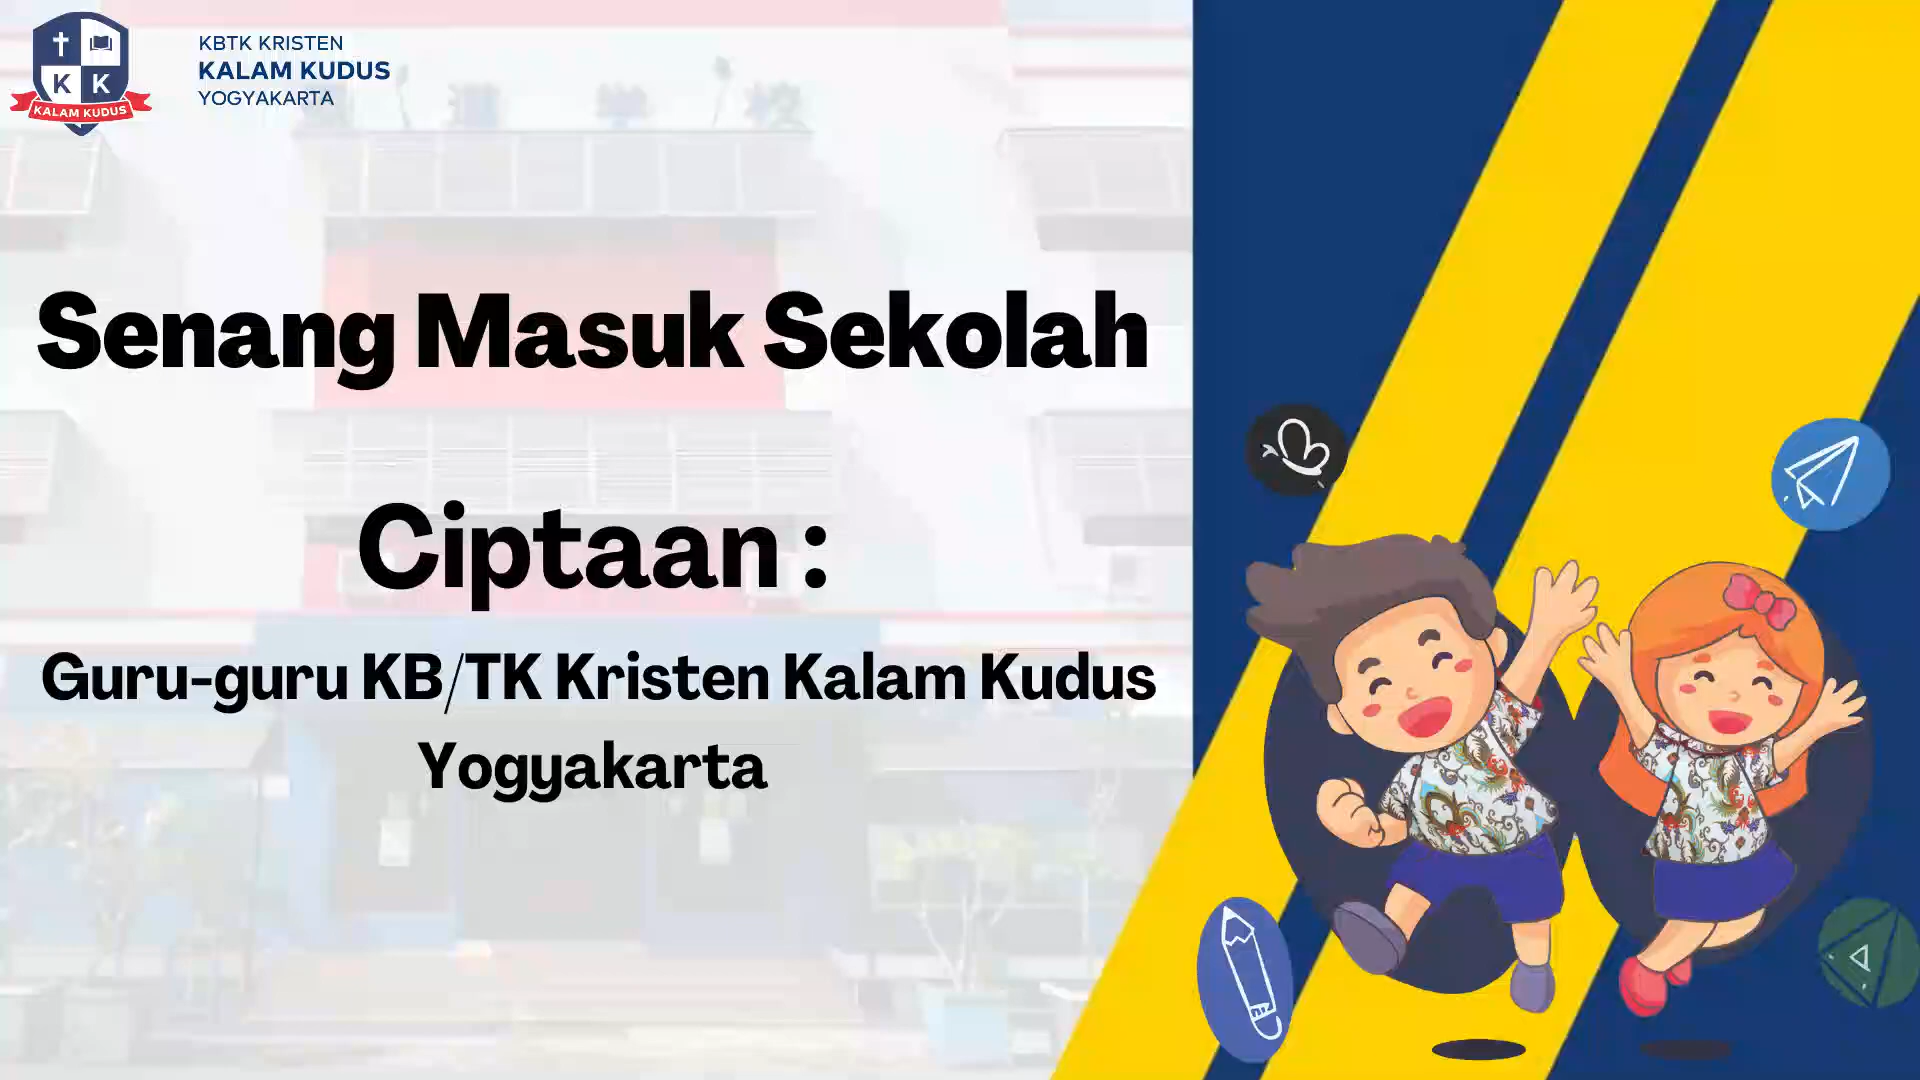 K K
KALAM KUDUS
KBTK KRISTEN
KALAM KUDUS
YOGYAKARTA
Senang Masuk Sekolah
Ciptaan :
Guru-guru KB/TK Kristen Kalam Kudus
Yogyakarta